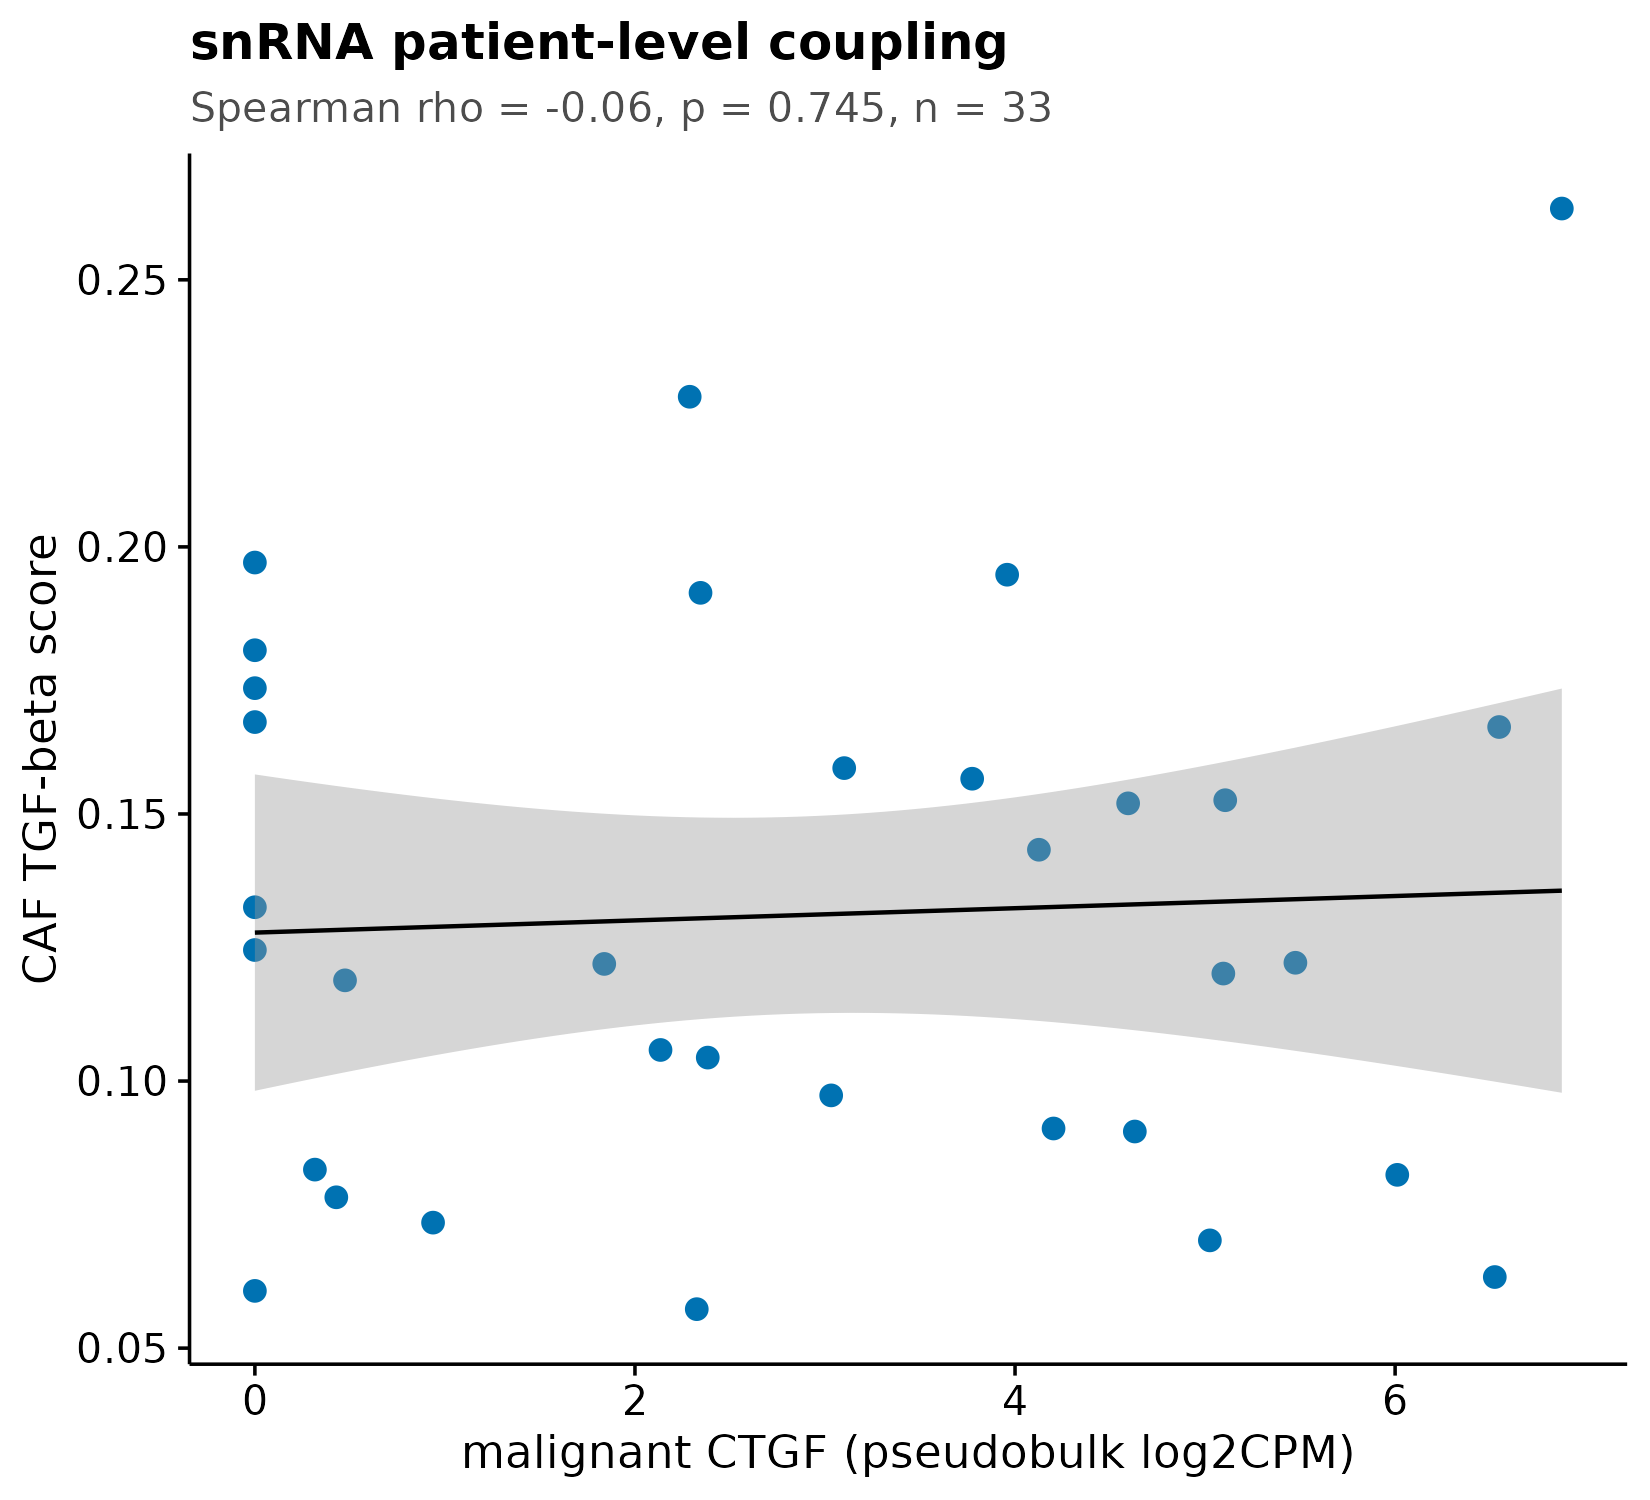 snRNA patient-level coupling
Spearman rho = -0.06, p = 0.745, n = 33
CAF TGF-beta score
0.25
0.20
0.15
0.10
0.05
0 2 4 6
malignant CTGF (pseudobulk log2CPM)